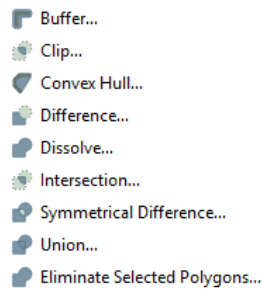 Buffer...
Clip...
Convex Hull...
Difference...
Dissolve...
Intersection...
Symmetrical Difference...
Union...
Eliminate Selected Polygons...